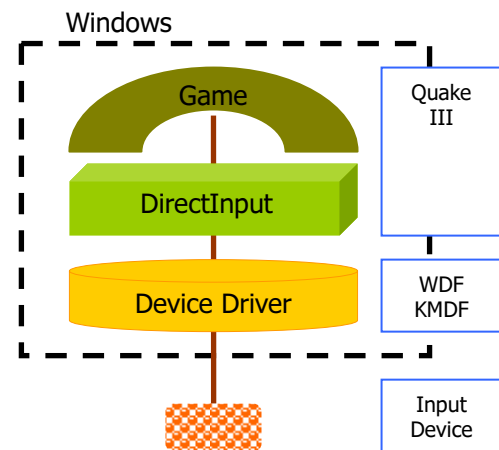 Windows
Game
Quake
III
DirectInput
Device Driver
WDF
KMDF
Input
Device